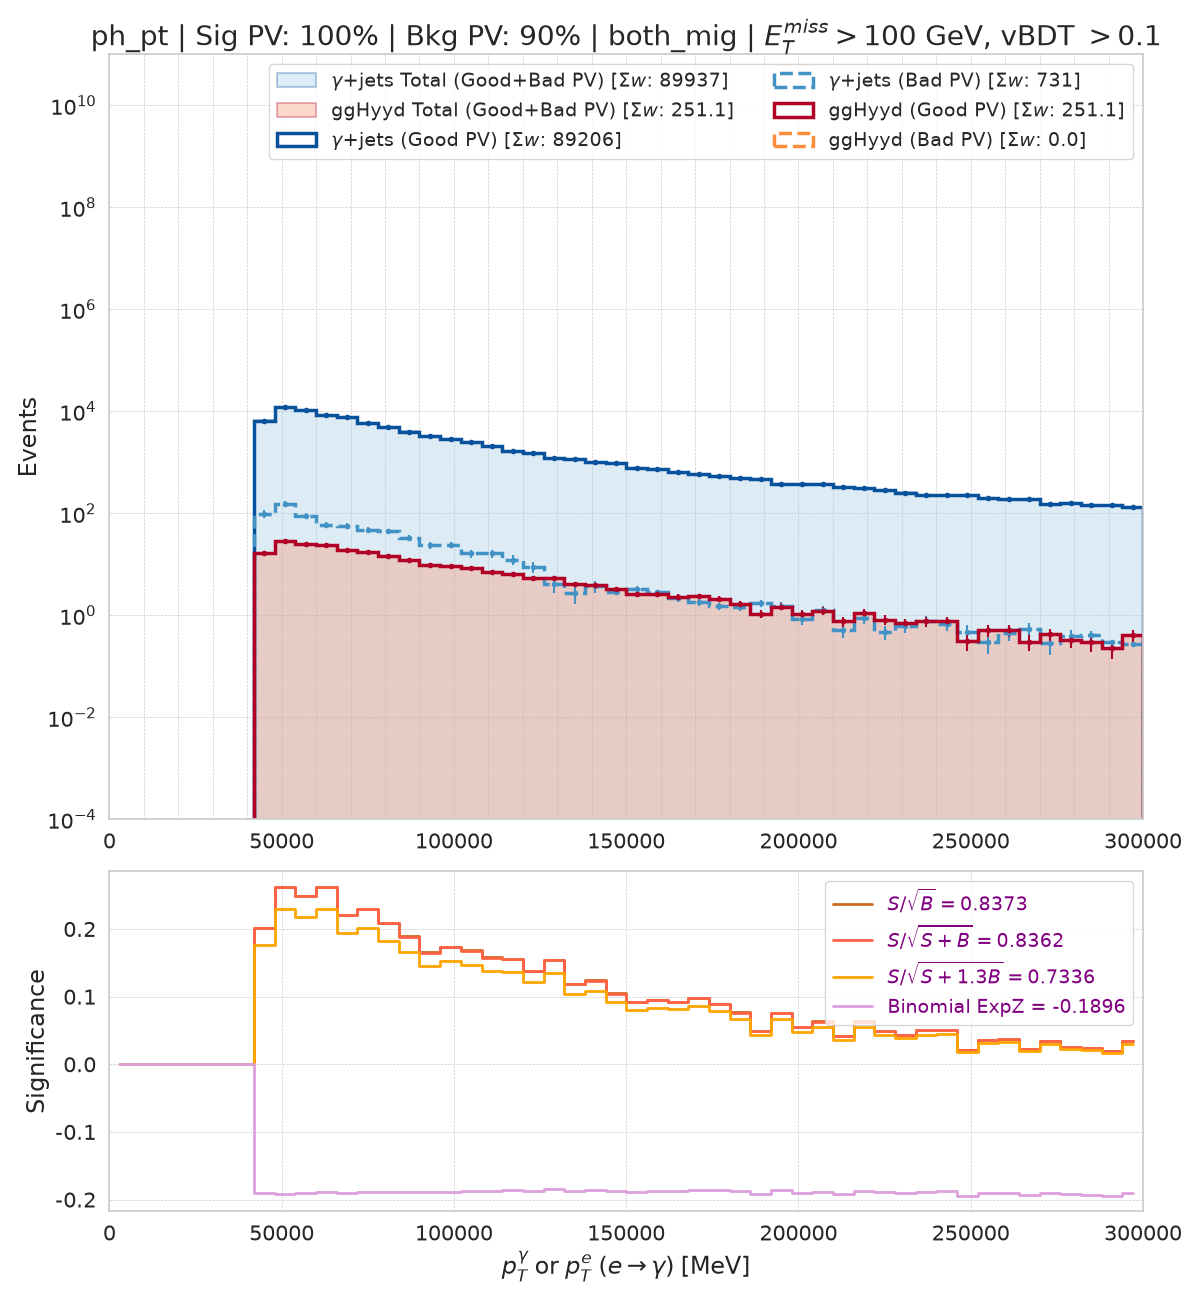 ph_pt | Sig PV: 100% | Bkg PV: 90% | both_mig | $E_T^{miss} > 100$ GeV, vBDT $> 0.1$
γ+jets Total (Good+Bad PV) [Σw: 89937]
ggHyyd Total (Good+Bad PV) [Σw: 251.1]
γ+jets (Good PV) [Σw: 89206]
γ+jets (Bad PV) [Σw: 731]
ggHyyd (Good PV) [Σw: 251.1]
ggHyyd (Bad PV) [Σw: 0.0]
Events
10^{10}
10^{8}
10^{6}
10^{4}
10^{2}
10^{0}
10^{-2}
10^{-4}
0 50000 100000 150000 200000 250000 300000
Significance
0.2
0.1
0.0
-0.1
-0.2
$S/\sqrt{B} = 0.8373$
$S/\sqrt{S+B} = 0.8362$
$S/\sqrt{S+1.3B} = 0.7336$
Binomial ExpZ = -0.1896
0 50000 100000 150000 200000 250000 300000
$p_T^γ$ or $p_T^e$ (e → γ) [MeV]